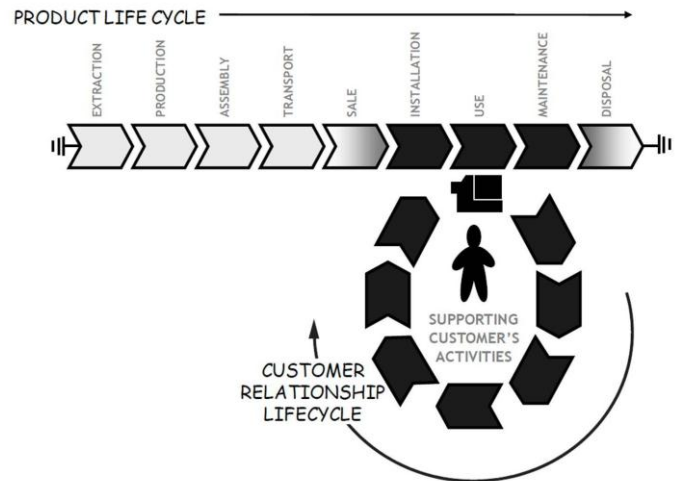 PRODUCT LIFE CYCLE
EXTRACTION
PRODUCTION
ASSEMBLY
TRANSPORT
SALE
INSTALLATION
USE
MAINTENANCE
DISPOSAL
SUPPORTING
CUSTOMER'S
ACTIVITIES
CUSTOMER
RELATIONSHIP
LIFECYCLE